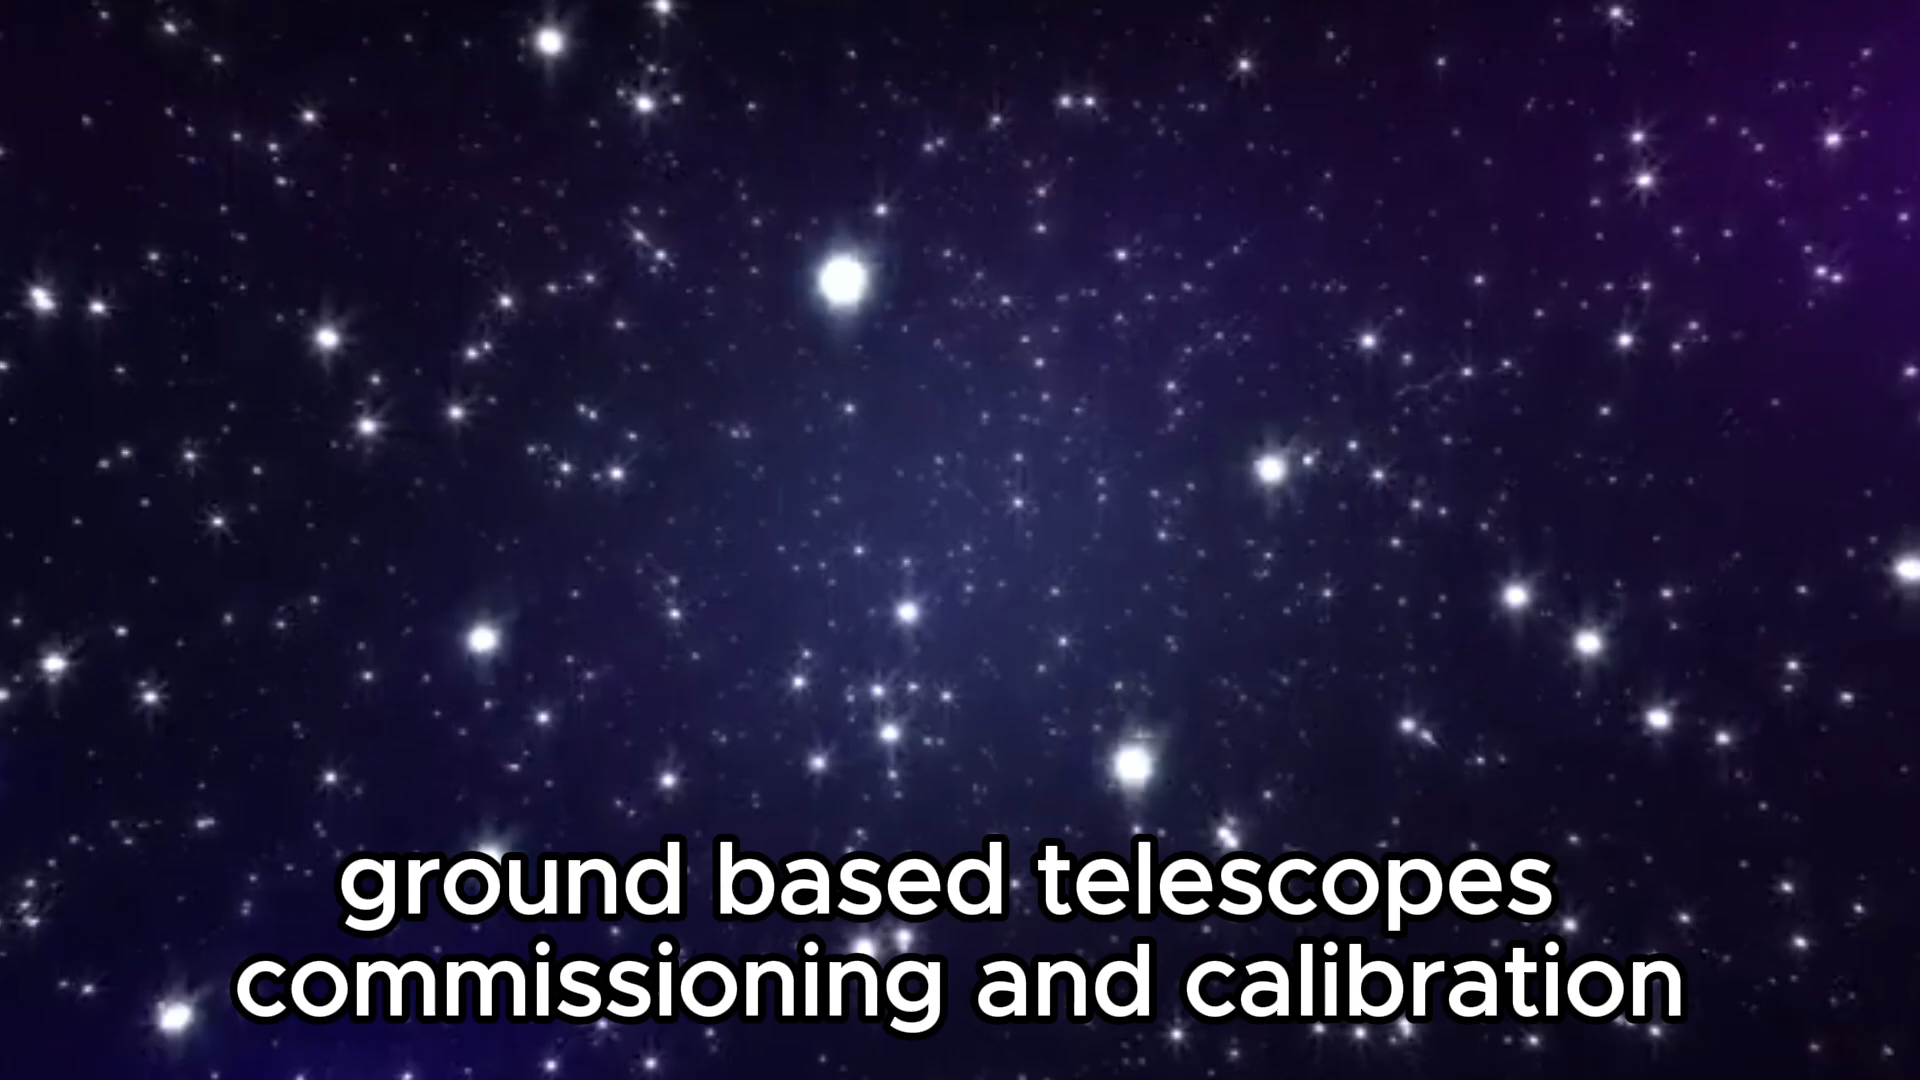 ground based telescopes
commissioning and calibration